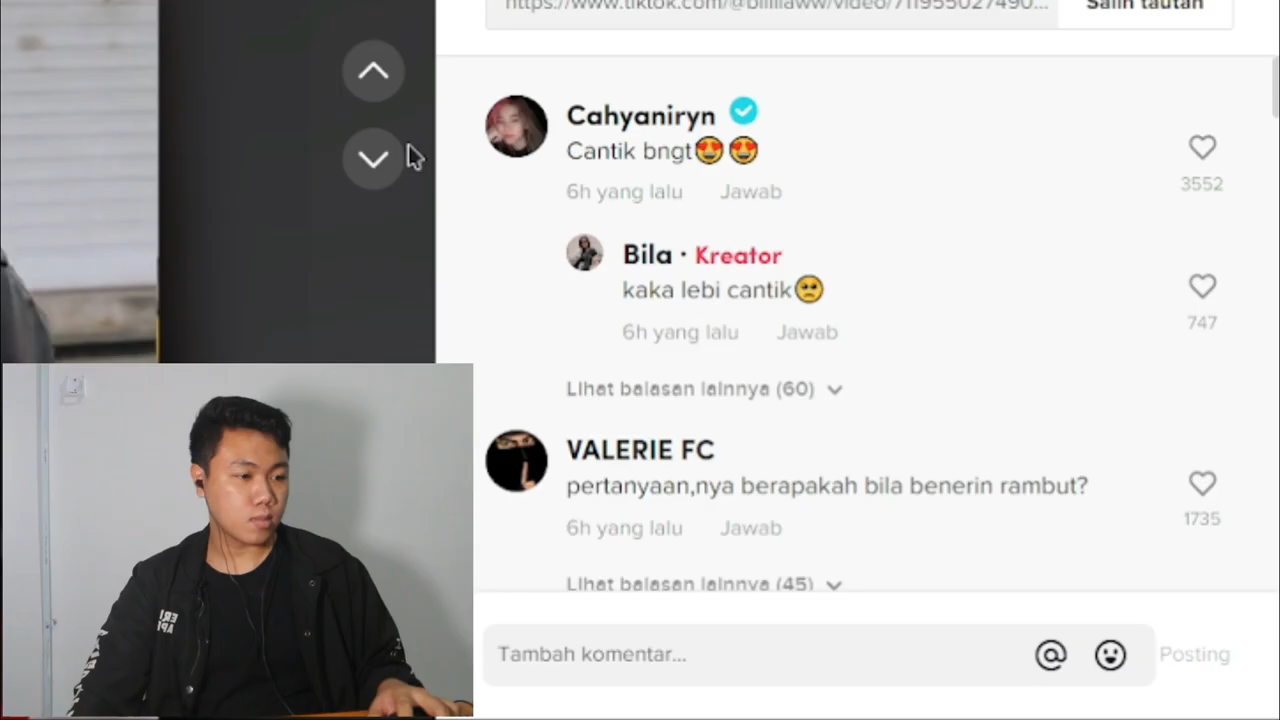 https://www.tiktok.com/@billlllaww/video/711955027490...
Salin tautan
Cahyaniryn
Cantik bngt😍😍
6h yang lalu Jawab
3552
Bila · Kreator
kaka lebi cantik🥺
6h yang lalu Jawab
747
Lihat balasan lainnya (60)
VALERIE FC
pertanyaan,nya berapakah bila benerin rambut?
6h yang lalu Jawab
1735
Lihat balasan lainnya (45)
Tambah komentar...
Posting